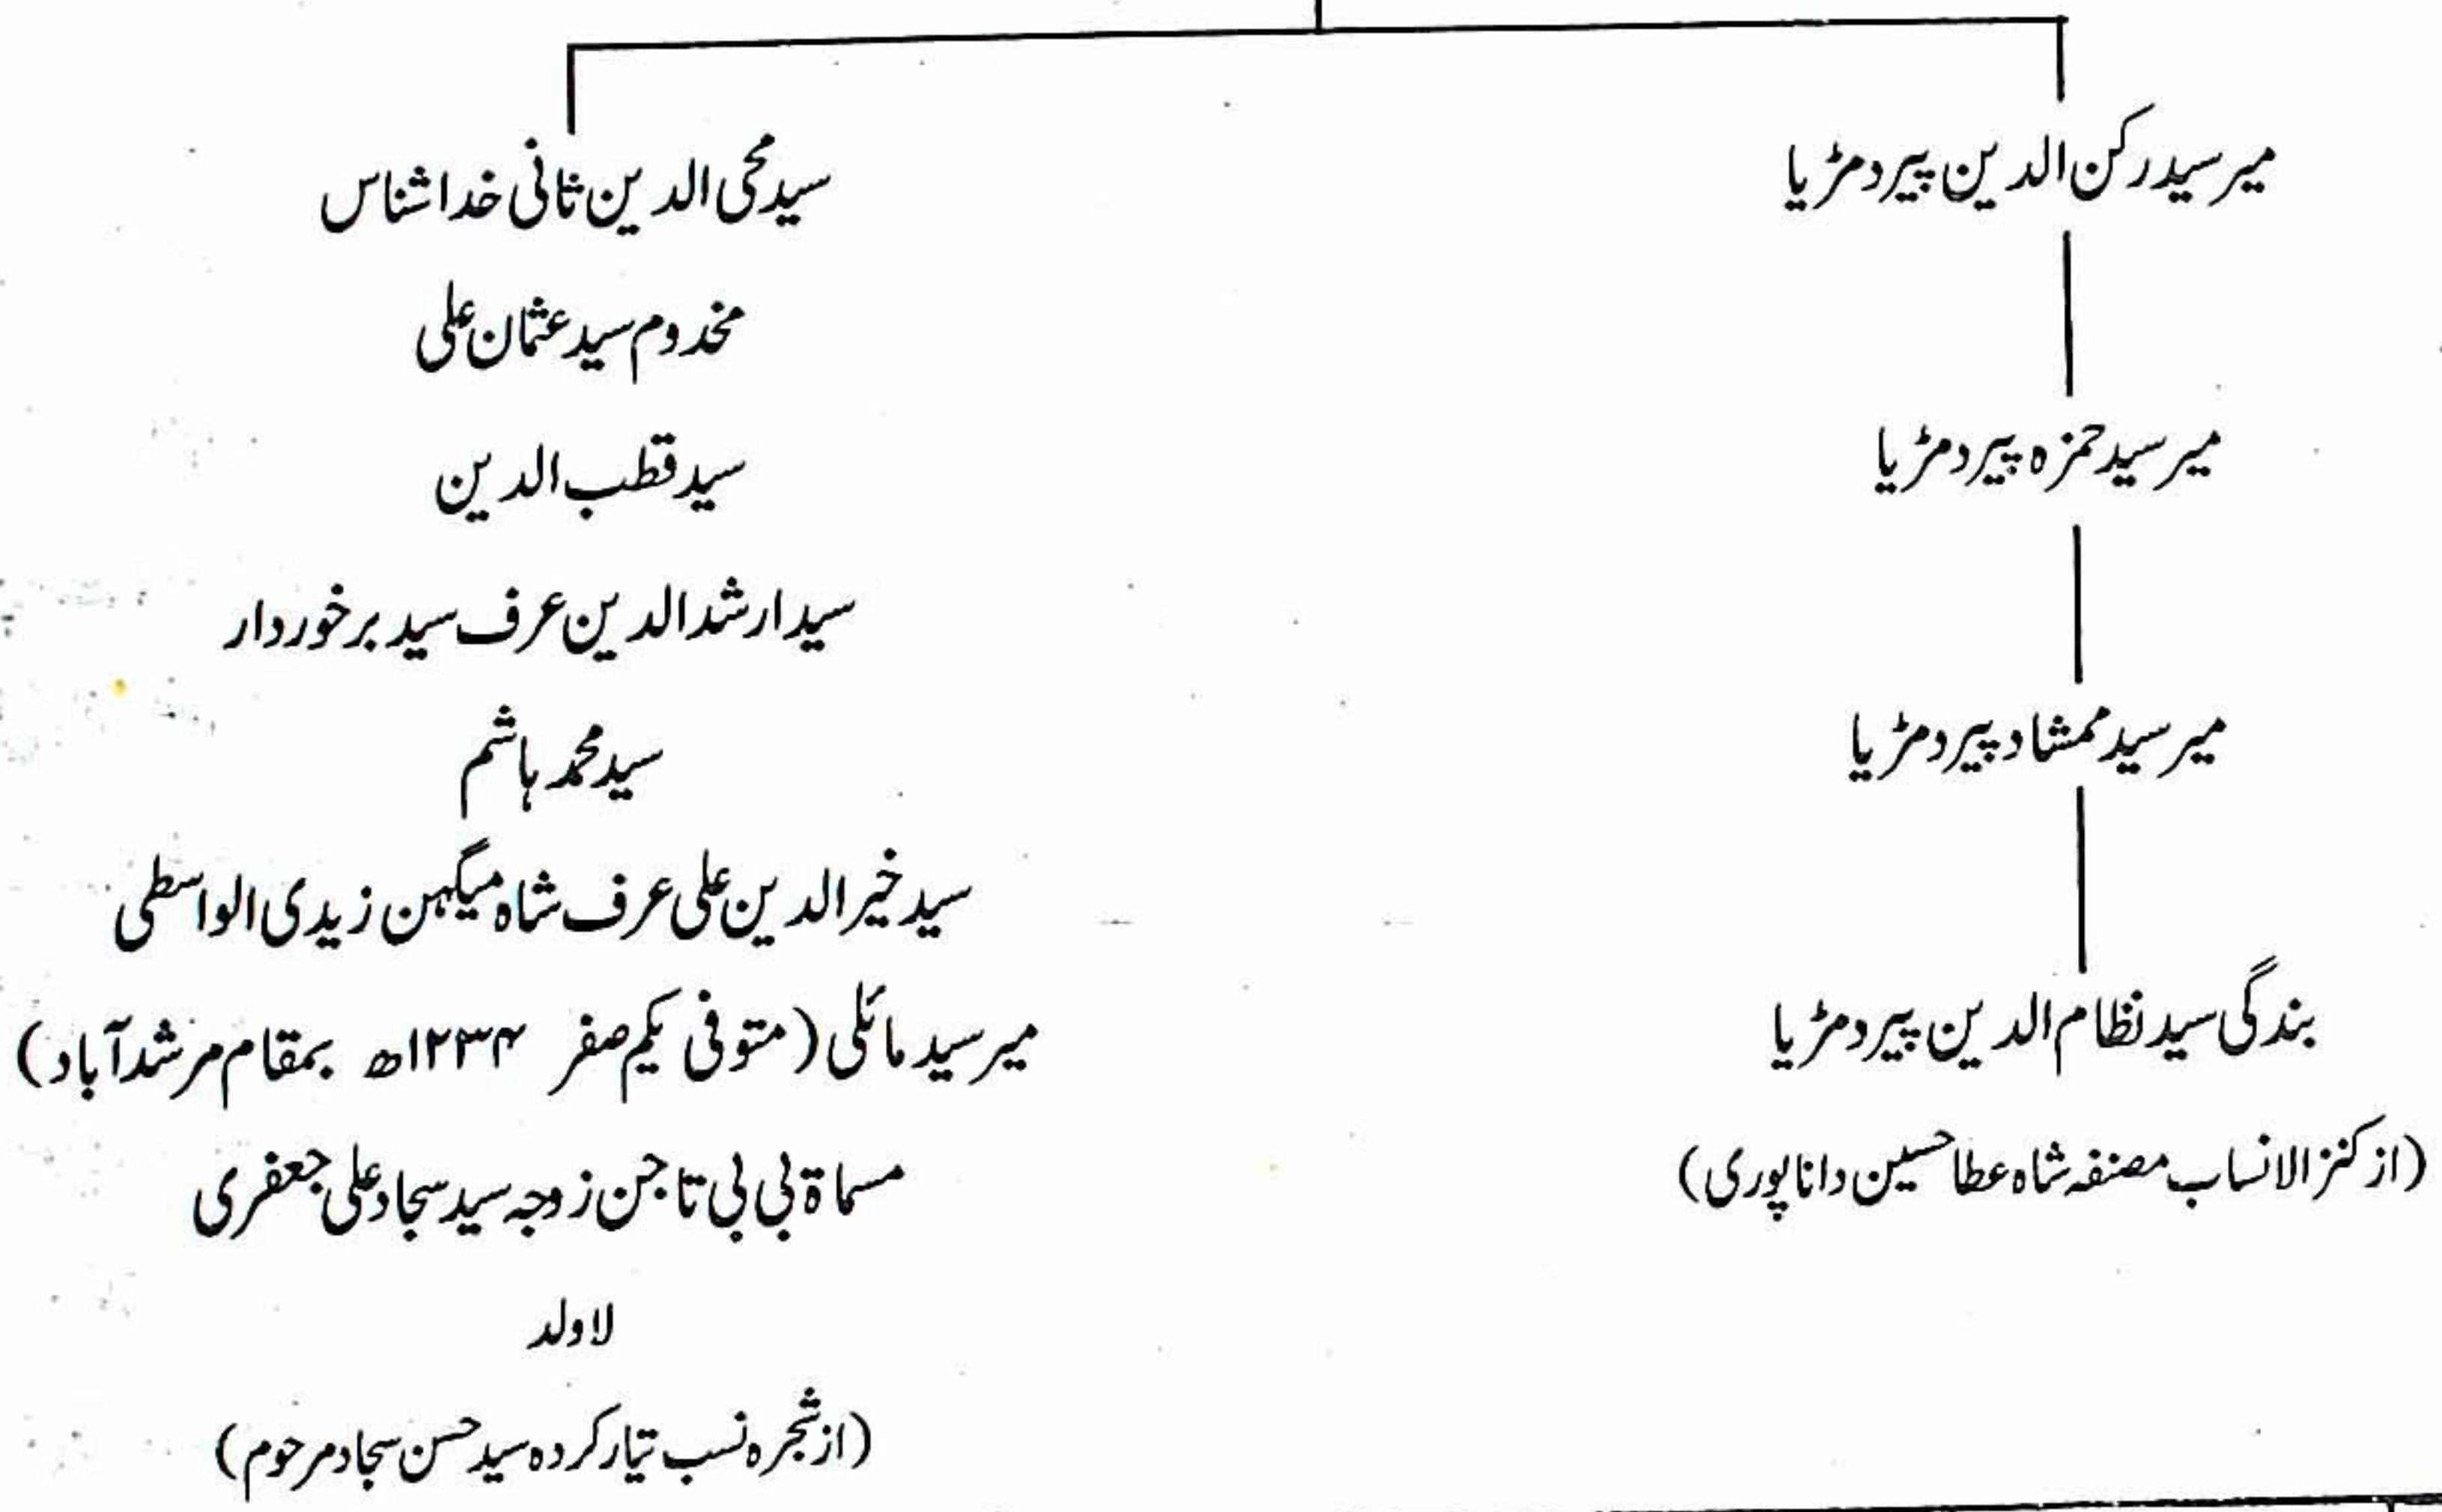 میر سید رکن الدین پیر دمڑیا
میر سید حمزہ پیر دمڑیا
میر سید ممشاد پیر دمڑیا
بندگی سید نظام الدین پیر دمڑیا
(از کنز الانساب مصنفہ شاہ عطا حسین داناپوری)
سید محی الدین ثانی خدا شناس
مخدوم سید عثمان علی
سید قطب الدین
سید ارشد الدین عرف سید برخوردار
سید محمد ہاشم
سید خیر الدین علی عرف شاہ میگہن زیدی الواسطی
میر سید مائلی (متوفی یکم صفر ۱۲۳۴ھ بمقام مرشد آباد)
مسماۃ بی بی تاجن زوجہ سید سجاد علی جعفری
لاولد
(از شجرہ نسب تیار کردہ سید حسن سجاد مرحوم)